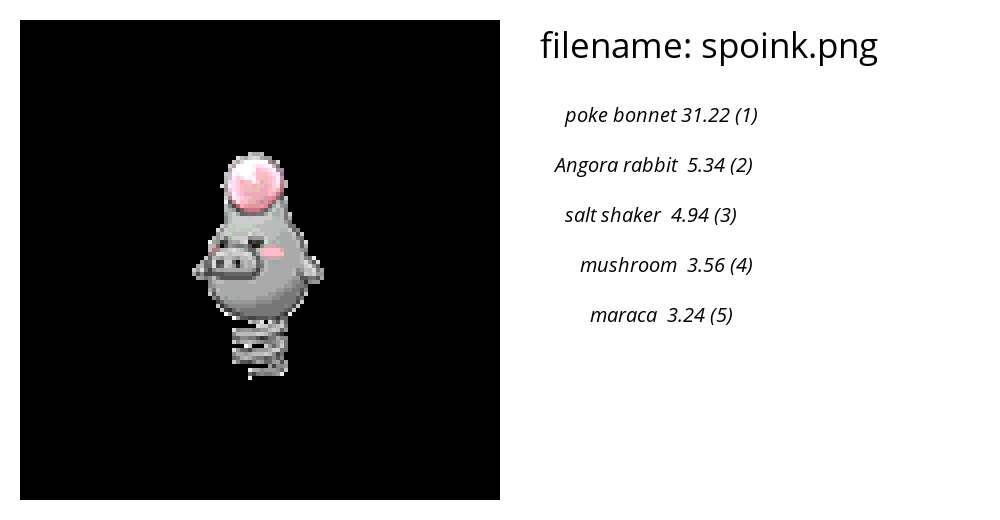 filename: spoink.png
poke bonnet 31.22 (1)
Angora rabbit 5.34 (2)
salt shaker 4.94 (3)
mushroom 3.56 (4)
maraca 3.24 (5)